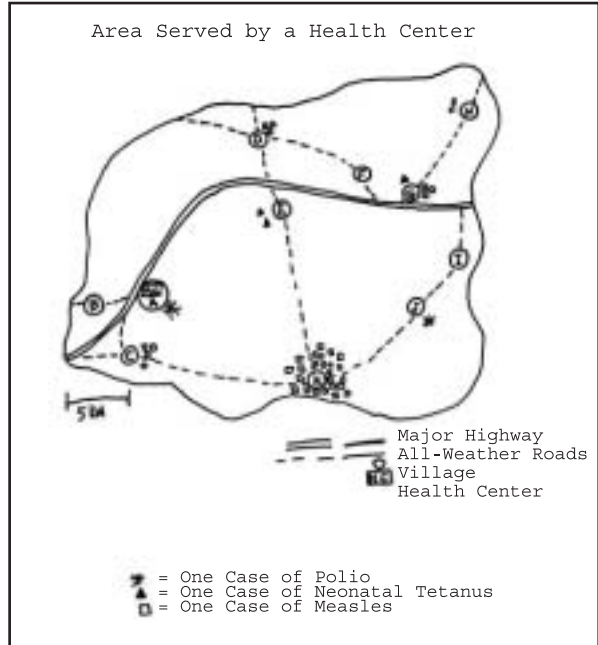 Area Served by a Health Center
H
D
F
G
E
I
B
A
J
C
5 KM
Major Highway
All-Weather Roads
Village
Health Center
= One Case of Polio
= One Case of Neonatal Tetanus
= One Case of Measles